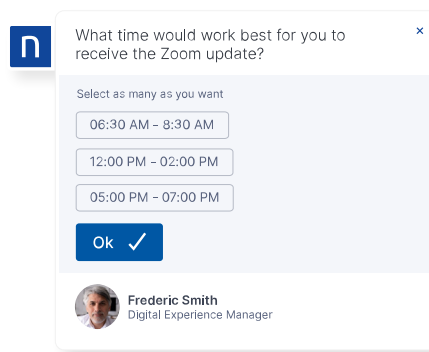 n
What time would work best for you to
receive the Zoom update?
Select as many as you want
06:30 AM – 8:30 AM
12:00 PM – 02:00 PM
05:00 PM – 07:00 PM
Ok
Frederic Smith
Digital Experience Manager